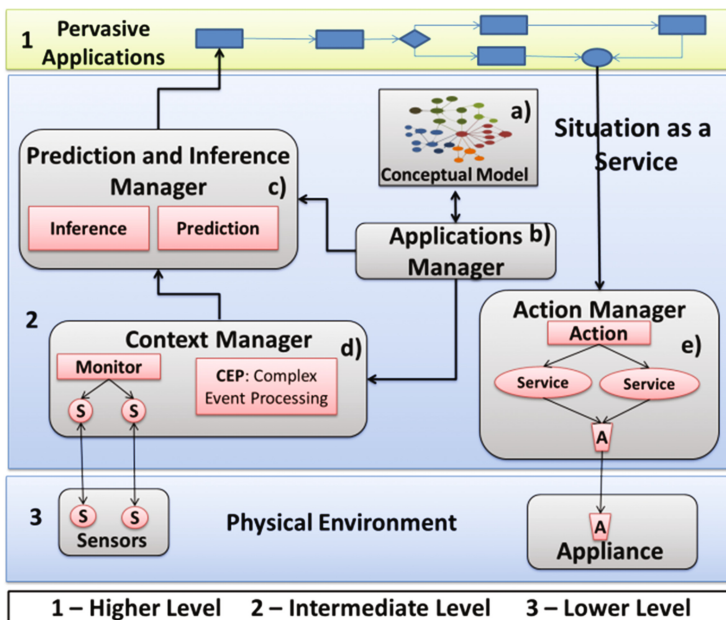 1
Pervasive
Applications
a)
Conceptual Model
Situation as a
Service
Prediction and Inference
Manager
c)
Inference
Prediction
Applications
Manager
b)
2
Context Manager
d)
Monitor
S
S
CEP: Complex
Event Processing
Action Manager
Action
e)
Service
Service
A
3
S
S
Sensors
Physical Environment
A
Appliance
1 – Higher Level 2 – Intermediate Level 3 – Lower Level